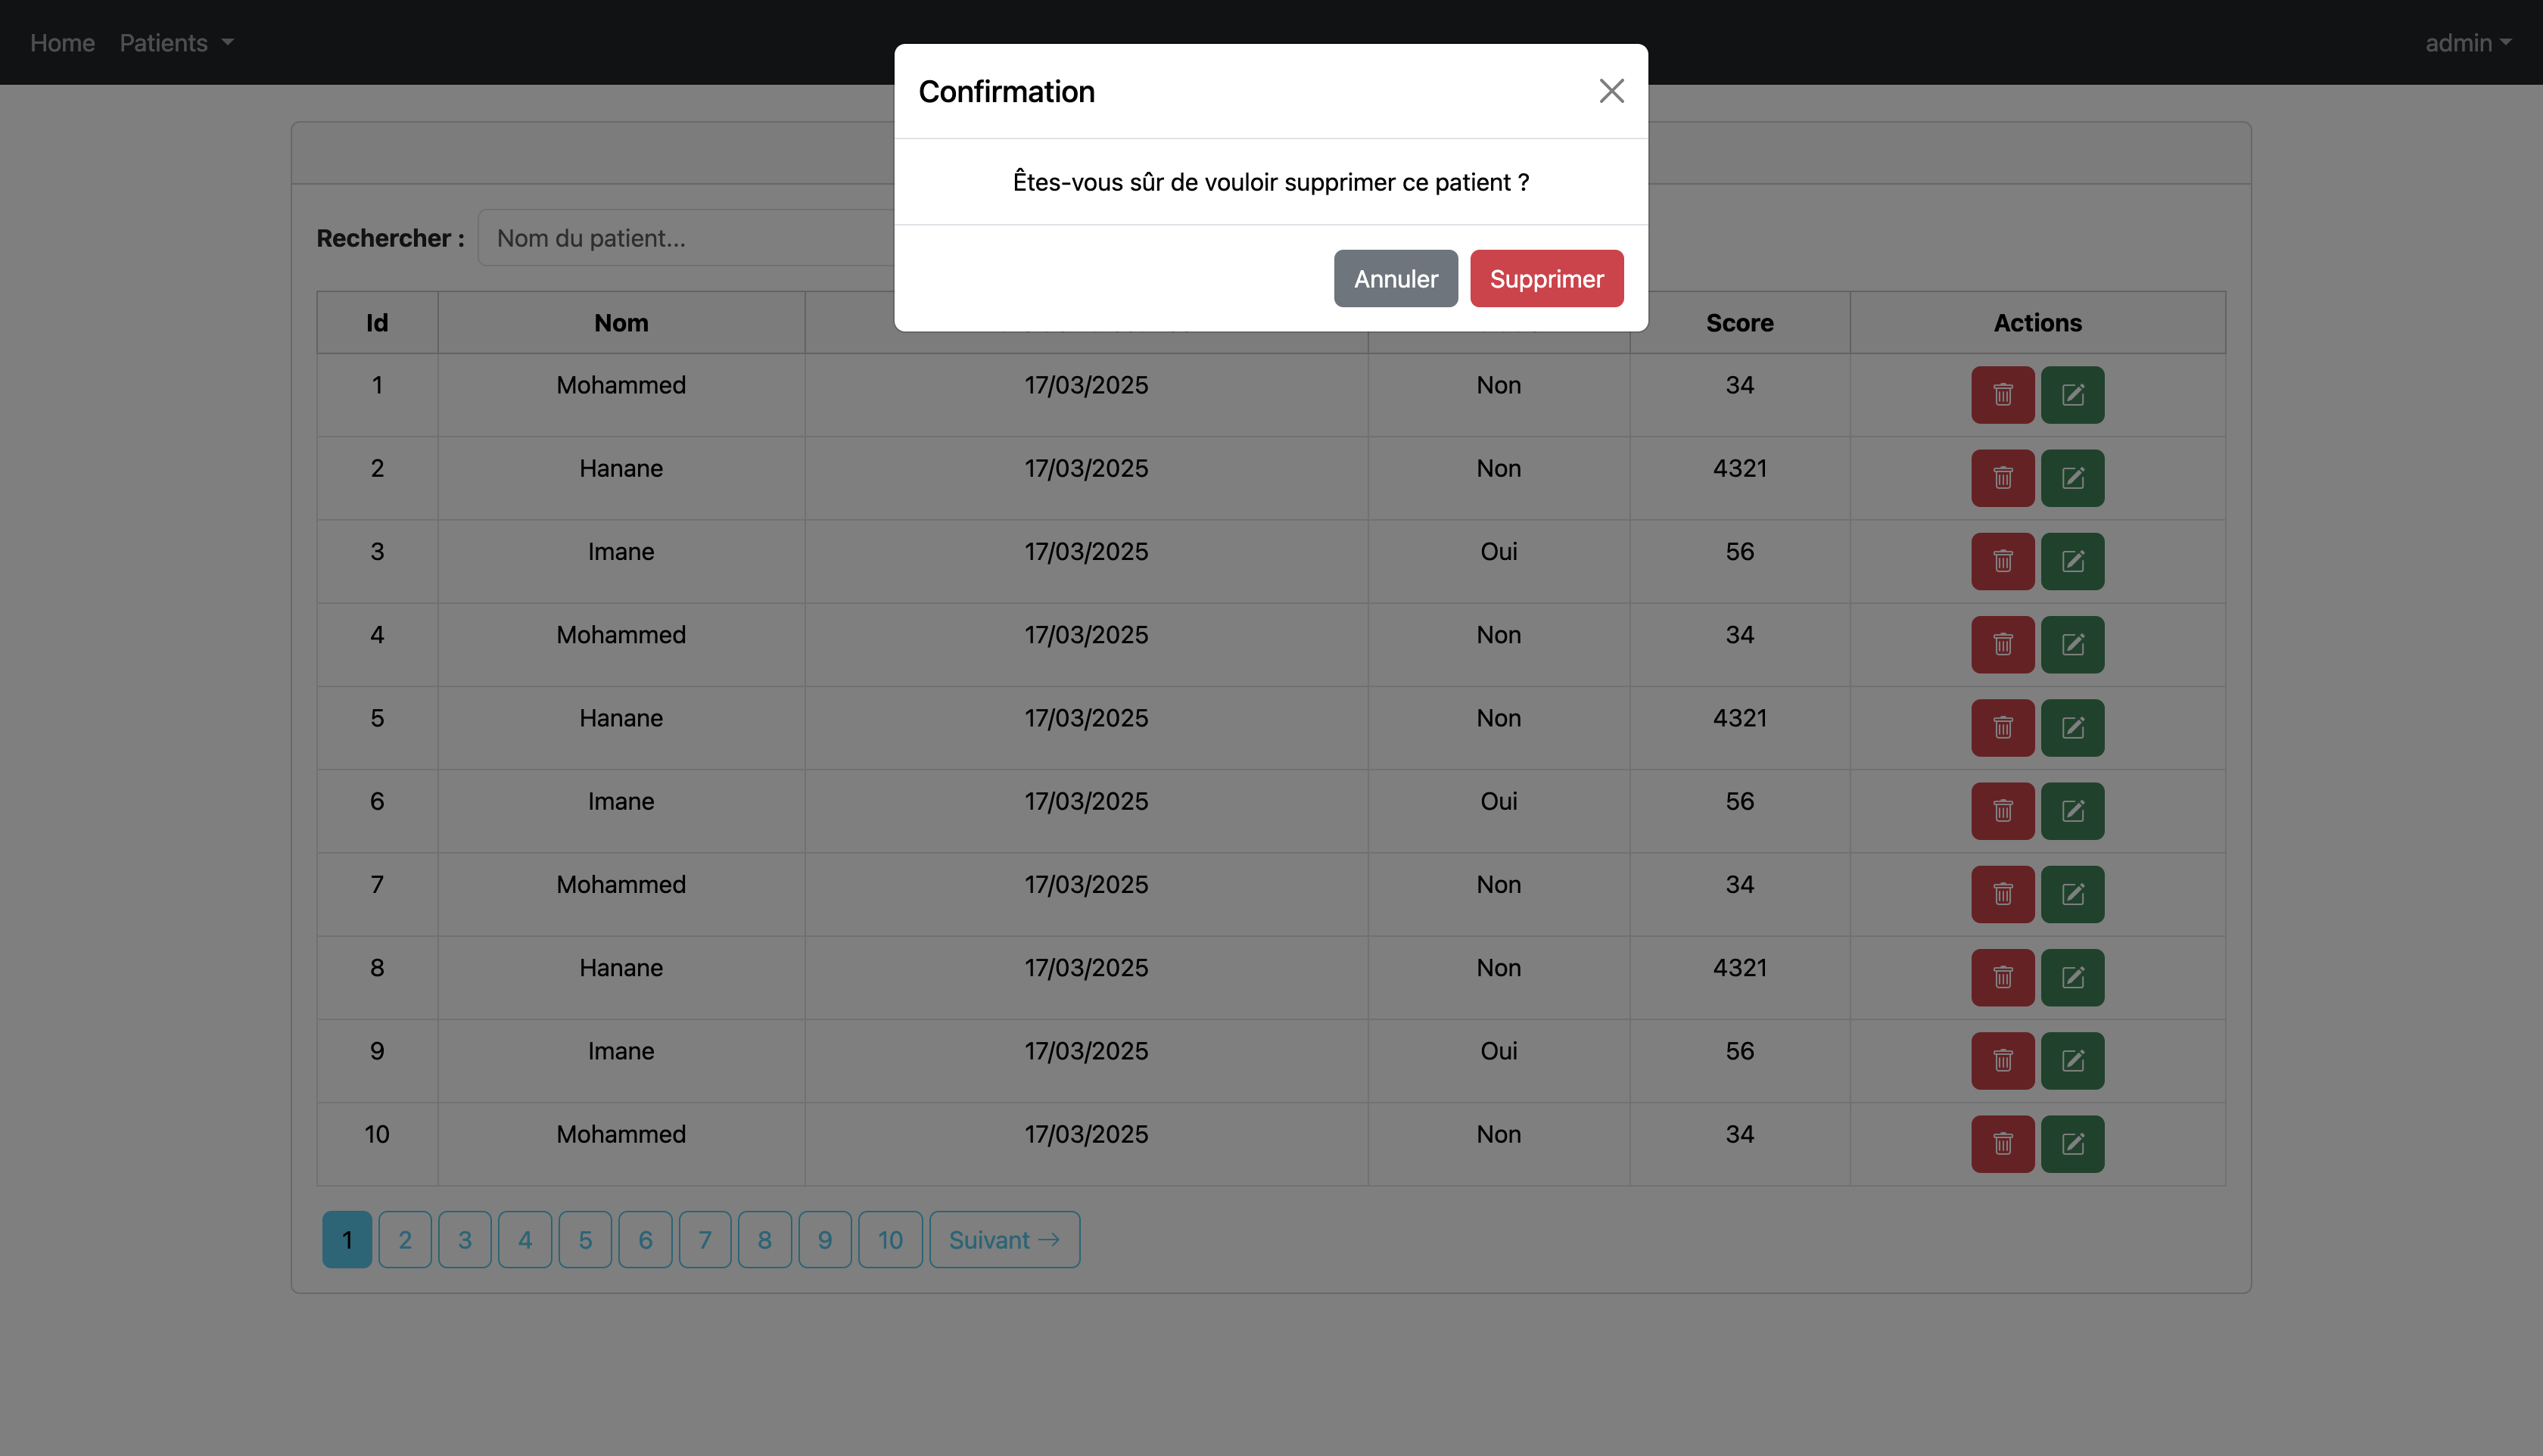 Home Patients admin
Confirmation
Êtes-vous sûr de vouloir supprimer ce patient ?
Annuler Supprimer
Rechercher : Nom du patient...
Id Nom Score Actions
1 Mohammed 17/03/2025 Non 34
2 Hanane 17/03/2025 Non 4321
3 Imane 17/03/2025 Oui 56
4 Mohammed 17/03/2025 Non 34
5 Hanane 17/03/2025 Non 4321
6 Imane 17/03/2025 Oui 56
7 Mohammed 17/03/2025 Non 34
8 Hanane 17/03/2025 Non 4321
9 Imane 17/03/2025 Oui 56
10 Mohammed 17/03/2025 Non 34
1 2 3 4 5 6 7 8 9 10 Suivant →